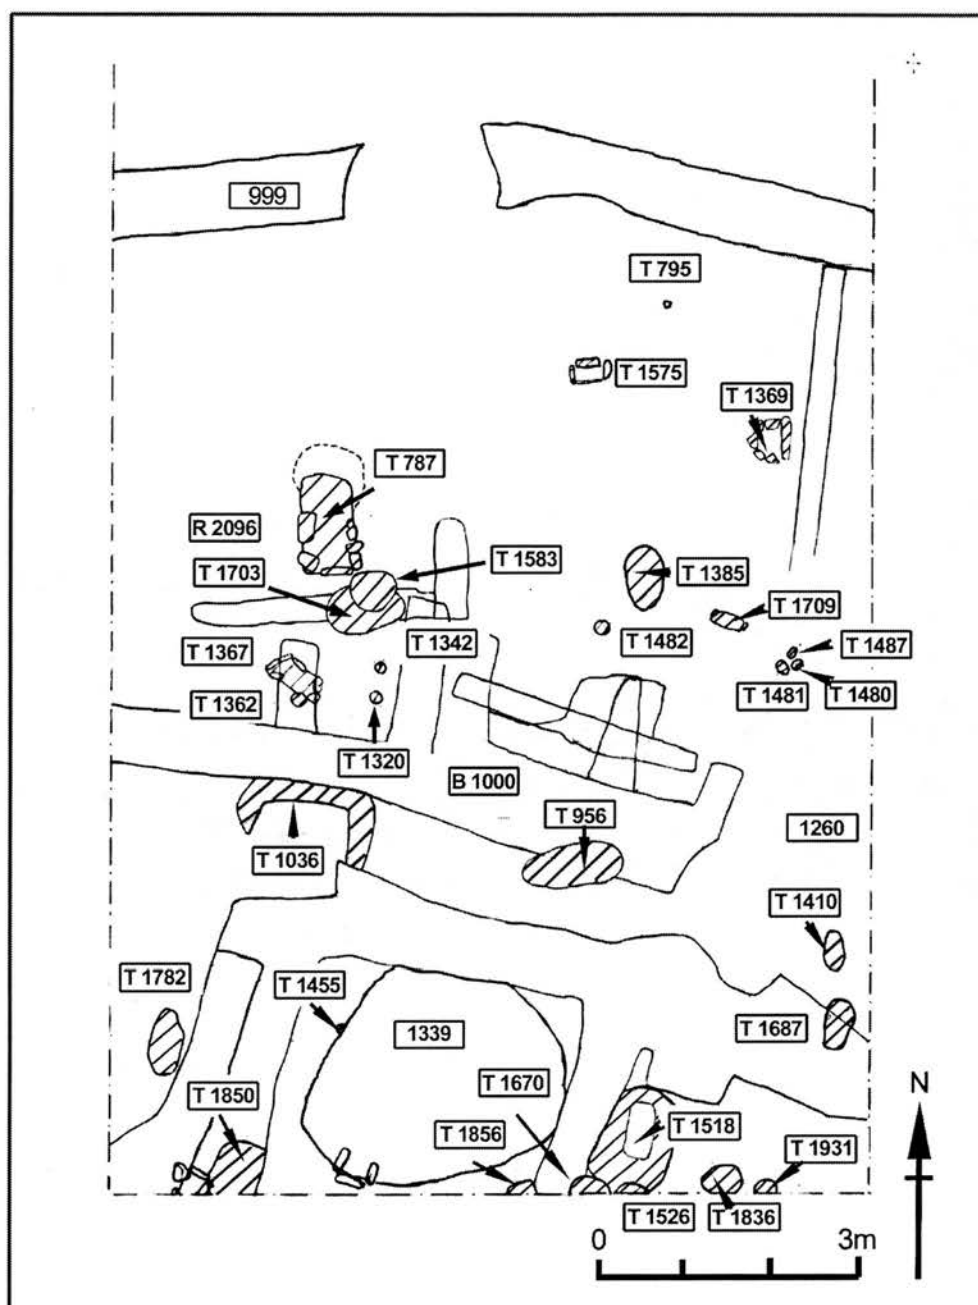 999
T 795
T 1575
T 1369
T 787
R 2096
T 1583
T 1703
T 1385
T 1709
T 1342
T 1482
T 1487
T 1367
T 1481
T 1480
T 1362
T 1320
B 1000
T 956
1260
T 1036
T 1410
T 1782
T 1455
1339
T 1687
T 1670
T 1850
T 1856
T 1518
T 1931
T 1526
T 1836
N
0
3m